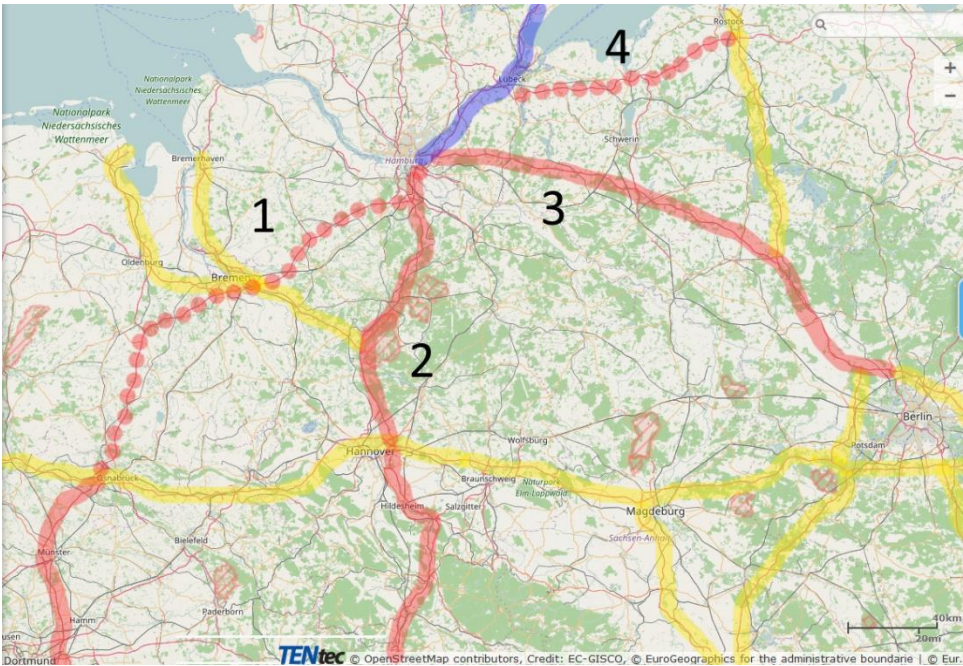 4
Rostock
Lübeck
Nationalpark
Niedersächsisches
Wattenmeer
Nationalpark
Niedersächsisches
Wattenmeer
Schwerin
Bremerhaven
Hamburg
1
3
Oldenburg
Bremen
2
Berlin
Wolfsburg
Potsdam
Hannover
Osnabrück
Braunschweig
Naturpark
Elm-Lappwald
Hildesheim
Salzgitter
Magdeburg
Bielefeld
Sachsen-Anhalt
Münster
Paderborn
Hamm
40km
20mi
Dortmund
TENtec © OpenStreetMap contributors, Credit: EC-GISCO, © EuroGeographics for the administrative boundarie | © Eur.